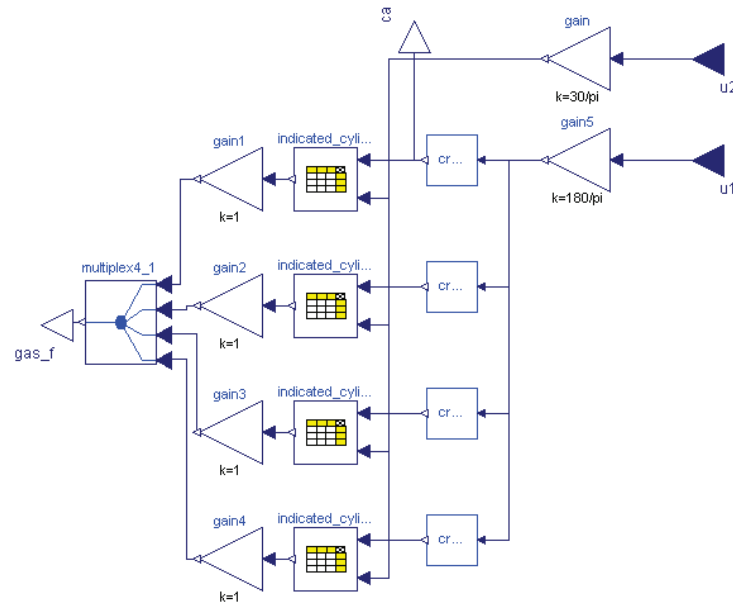 ca
gain
k=30/pi
u2
gain5
k=180/pi
u1
gain1
k=1
indicated_cyli...
cr...
multiplex4_1
gas_f
gain2
k=1
indicated_cyli...
cr...
gain3
k=1
indicated_cyli...
cr...
gain4
k=1
indicated_cyli...
cr...